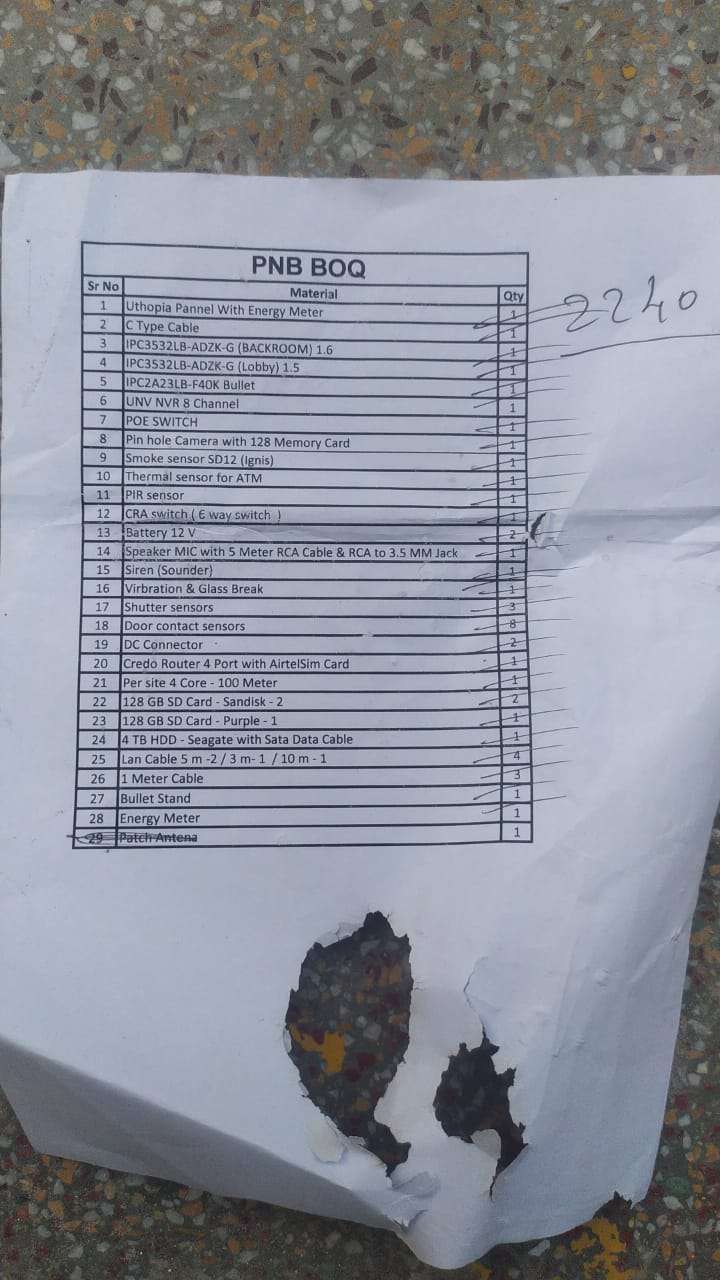 PNB BOQ
Sr No Material Qty
1 Uthopia Pannel With Energy Meter 1
2 C Type Cable 1
3 IPC3532LB-ADZK-G (BACKROOM) 1.6 1
4 IPC3532LB-ADZK-G (Lobby) 1.5 1
5 IPC2A23LB-F40K Bullet 1
6 UNV NVR 8 Channel 1
7 POE SWITCH 1
8 Pin hole Camera with 128 Memory Card 1
9 Smoke sensor SD12 (Ignis) 1
10 Thermal sensor for ATM 1
11 PIR sensor 1
12 CRA switch ( 6 way switch ) 1
13 Battery 12 V 2
14 Speaker MIC with 5 Meter RCA Cable & RCA to 3.5 MM Jack 1
15 Siren (Sounder) 1
16 Virbration & Glass Break 1
17 Shutter sensors 3
18 Door contact sensors 8
19 DC Connector 2
20 Credo Router 4 Port with AirtelSim Card 1
21 Per site 4 Core - 100 Meter 1
22 128 GB SD Card - Sandisk - 2 2
23 128 GB SD Card - Purple - 1 1
24 4 TB HDD - Seagate with Sata Data Cable 1
25 Lan Cable 5 m -2 / 3 m- 1 / 10 m - 1 4
26 1 Meter Cable 3
27 Bullet Stand 1
28 Energy Meter 1
29 Patch Antena 1
2240